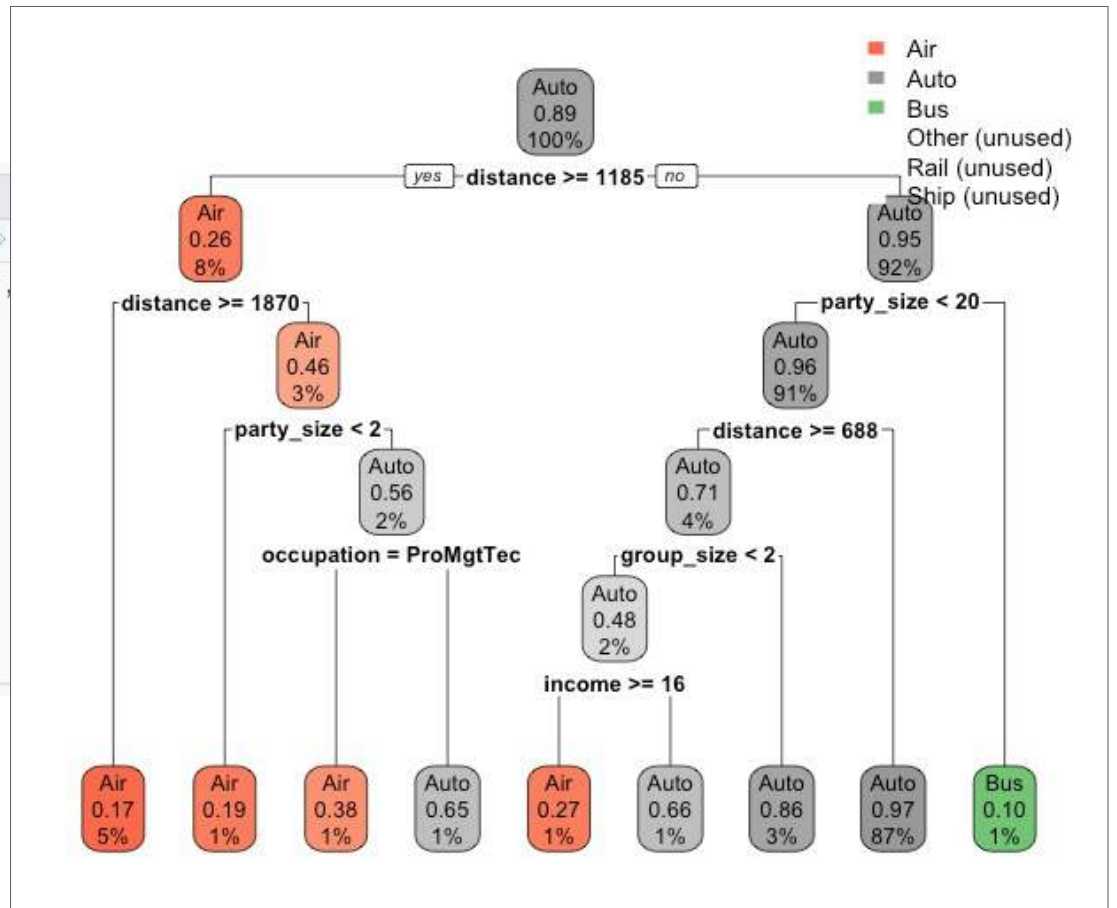 Air
Auto
Bus
Other (unused)
Rail (unused)
Ship (unused)
Auto
0.89
100%
yes distance >= 1185 no
Air
0.26
8%
Auto
0.95
92%
distance >= 1870
party_size < 20
Air
0.46
3%
Auto
0.96
91%
party_size < 2
distance >= 688
Auto
0.56
2%
Auto
0.71
4%
occupation = ProMgtTec
group_size < 2
Auto
0.48
2%
income >= 16
Air
0.17
5%
Air
0.19
1%
Air
0.38
1%
Auto
0.65
1%
Air
0.27
1%
Auto
0.66
1%
Auto
0.86
3%
Auto
0.97
87%
Bus
0.10
1%